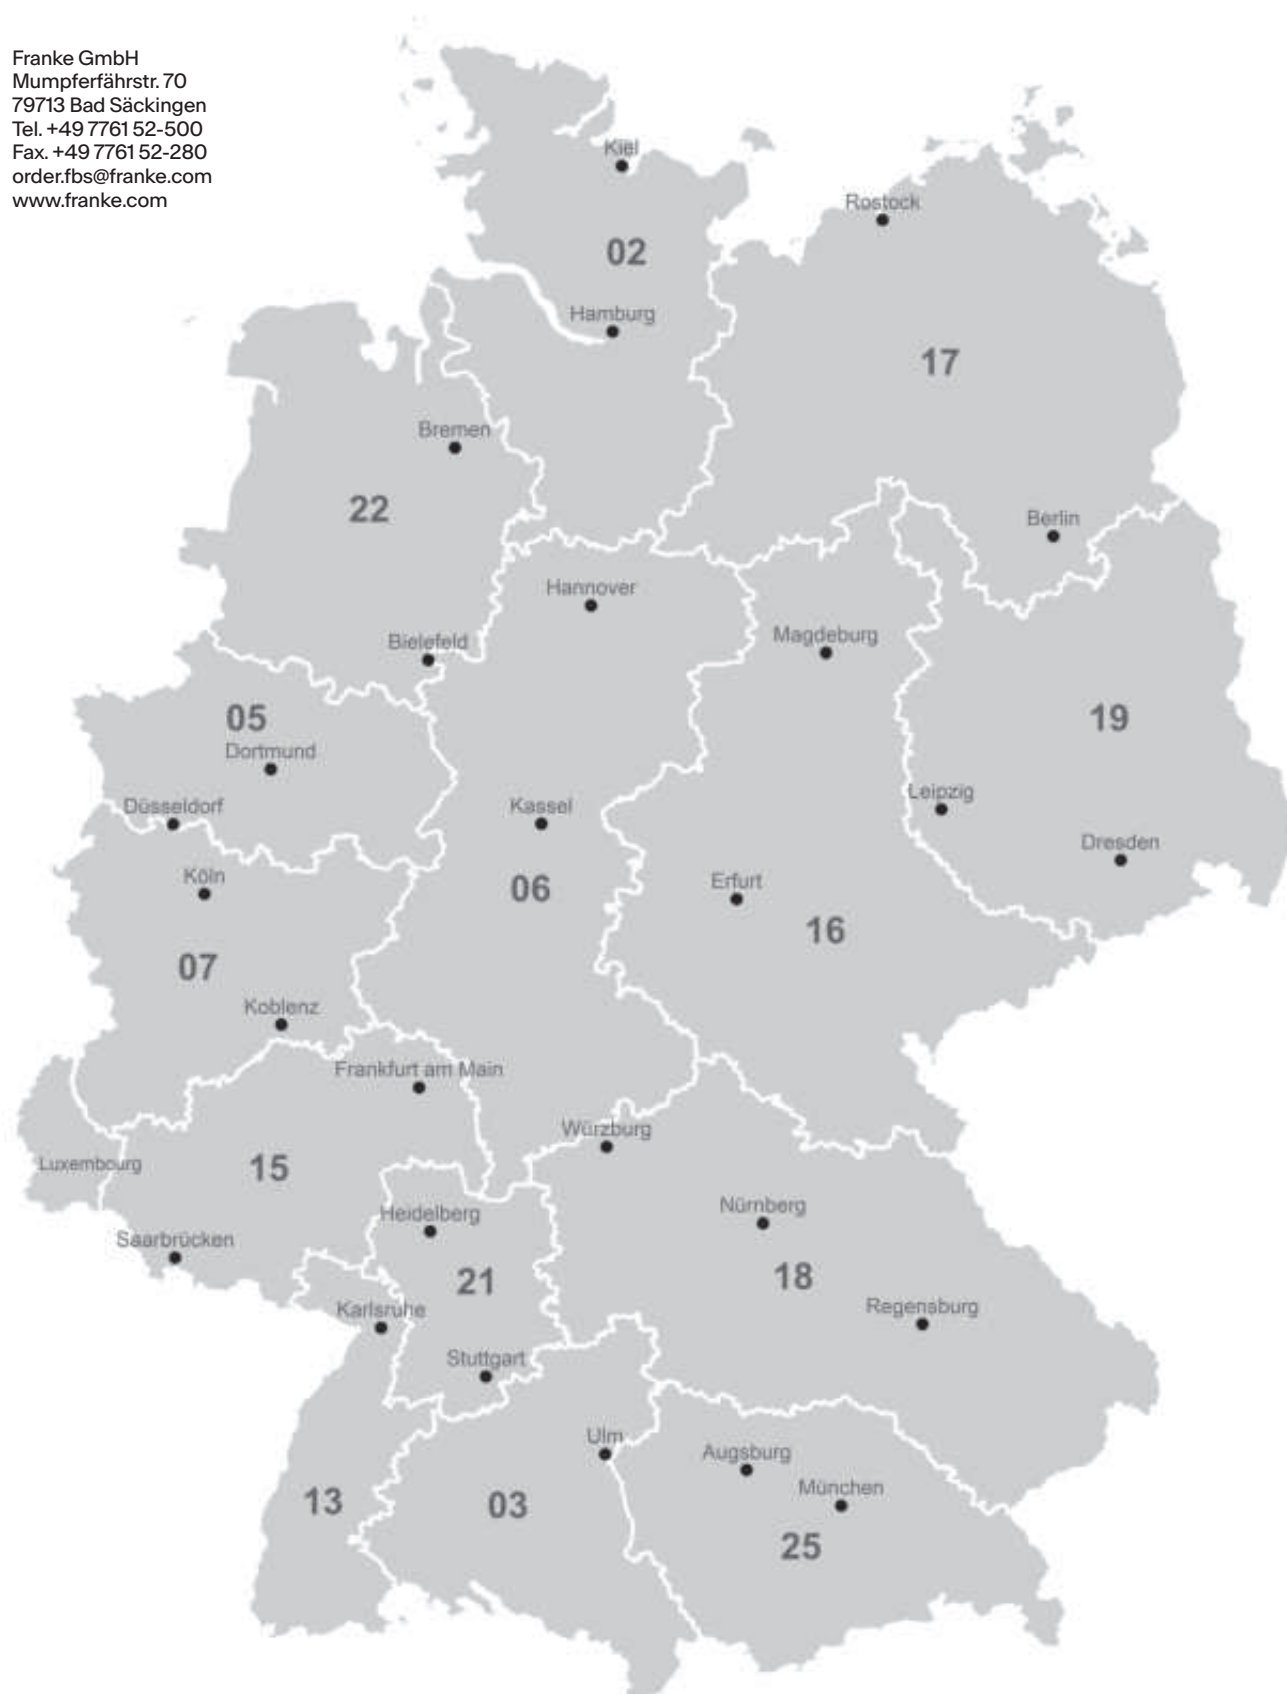 Franke GmbH
Mumpferfährstr. 70
79713 Bad Säckingen
Tel. +49 7761 52-500
Fax. +49 7761 52-280
order.fbs@franke.com
www.franke.com
Kiel
Rostock
02
Hamburg
17
Bremen
22
Berlin
Hannover
Magdeburg
Bielefeld
05
19
Dortmund
Leipzig
Düsseldorf
Kassel
Dresden
Köln
Erfurt
06
16
07
Koblenz
Frankfurt am Main
Würzburg
Luxembourg
15
Nürnberg
Heidelberg
Saarbrücken
21
18
Karlsruhe
Regensburg
Stuttgart
Ulm
Augsburg
München
13
03
25